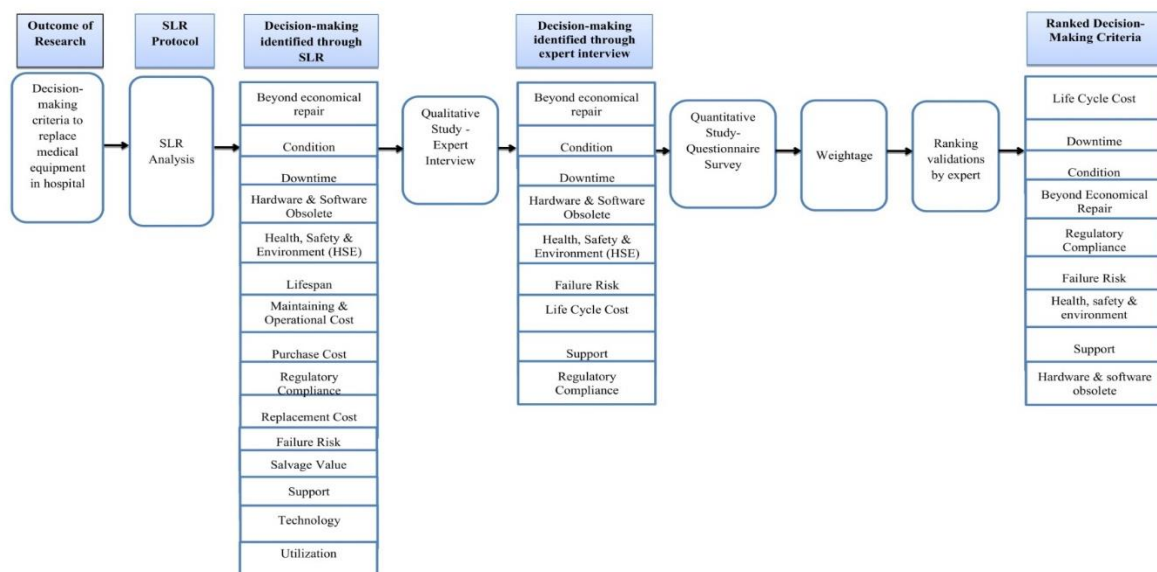 Outcome of
Research
Decision-
making
criteria to
replace
medical
equipment
in hospital
SLR
Protocol
SLR
Analysis
Decision-making
identified through
SLR
Beyond economical
repair
Condition
Downtime
Hardware & Software
Obsolete
Health, Safety &
Environment (HSE)
Lifespan
Maintaining &
Operational Cost
Purchase Cost
Regulatory
Compliance
Replacement Cost
Failure Risk
Salvage Value
Support
Technology
Utilization
Qualitative
Study -
Expert
Interview
Decision-making
identified through
expert interview
Beyond economical
repair
Condition
Downtime
Hardware & Software
Obsolete
Health, Safety &
Environment (HSE)
Failure Risk
Life Cycle Cost
Support
Regulatory
Compliance
Quantitative
Study-
Questionnaire
Survey
Weightage
Ranking
validations
by expert
Ranked Decision-
Making Criteria
Life Cycle Cost
Downtime
Condition
Beyond Economical
Repair
Regulatory
Compliance
Failure Risk
Health, safety &
environment
Support
Hardware & software
obsolete